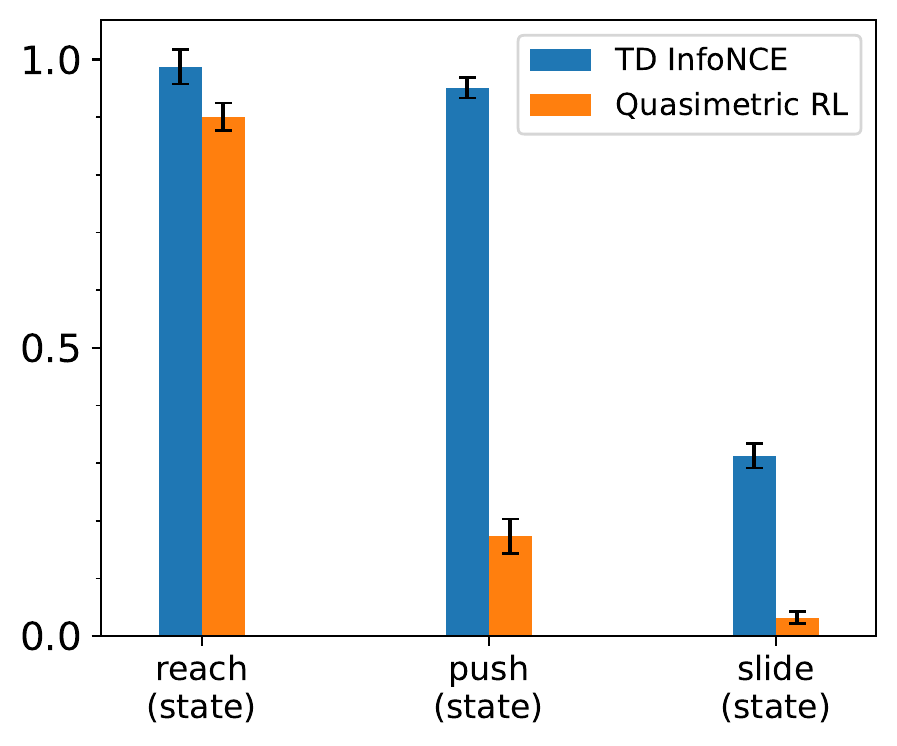 1.0
0.5
0.0
TD InfoNCE
Quasimetric RL
reach
(state)
push
(state)
slide
(state)